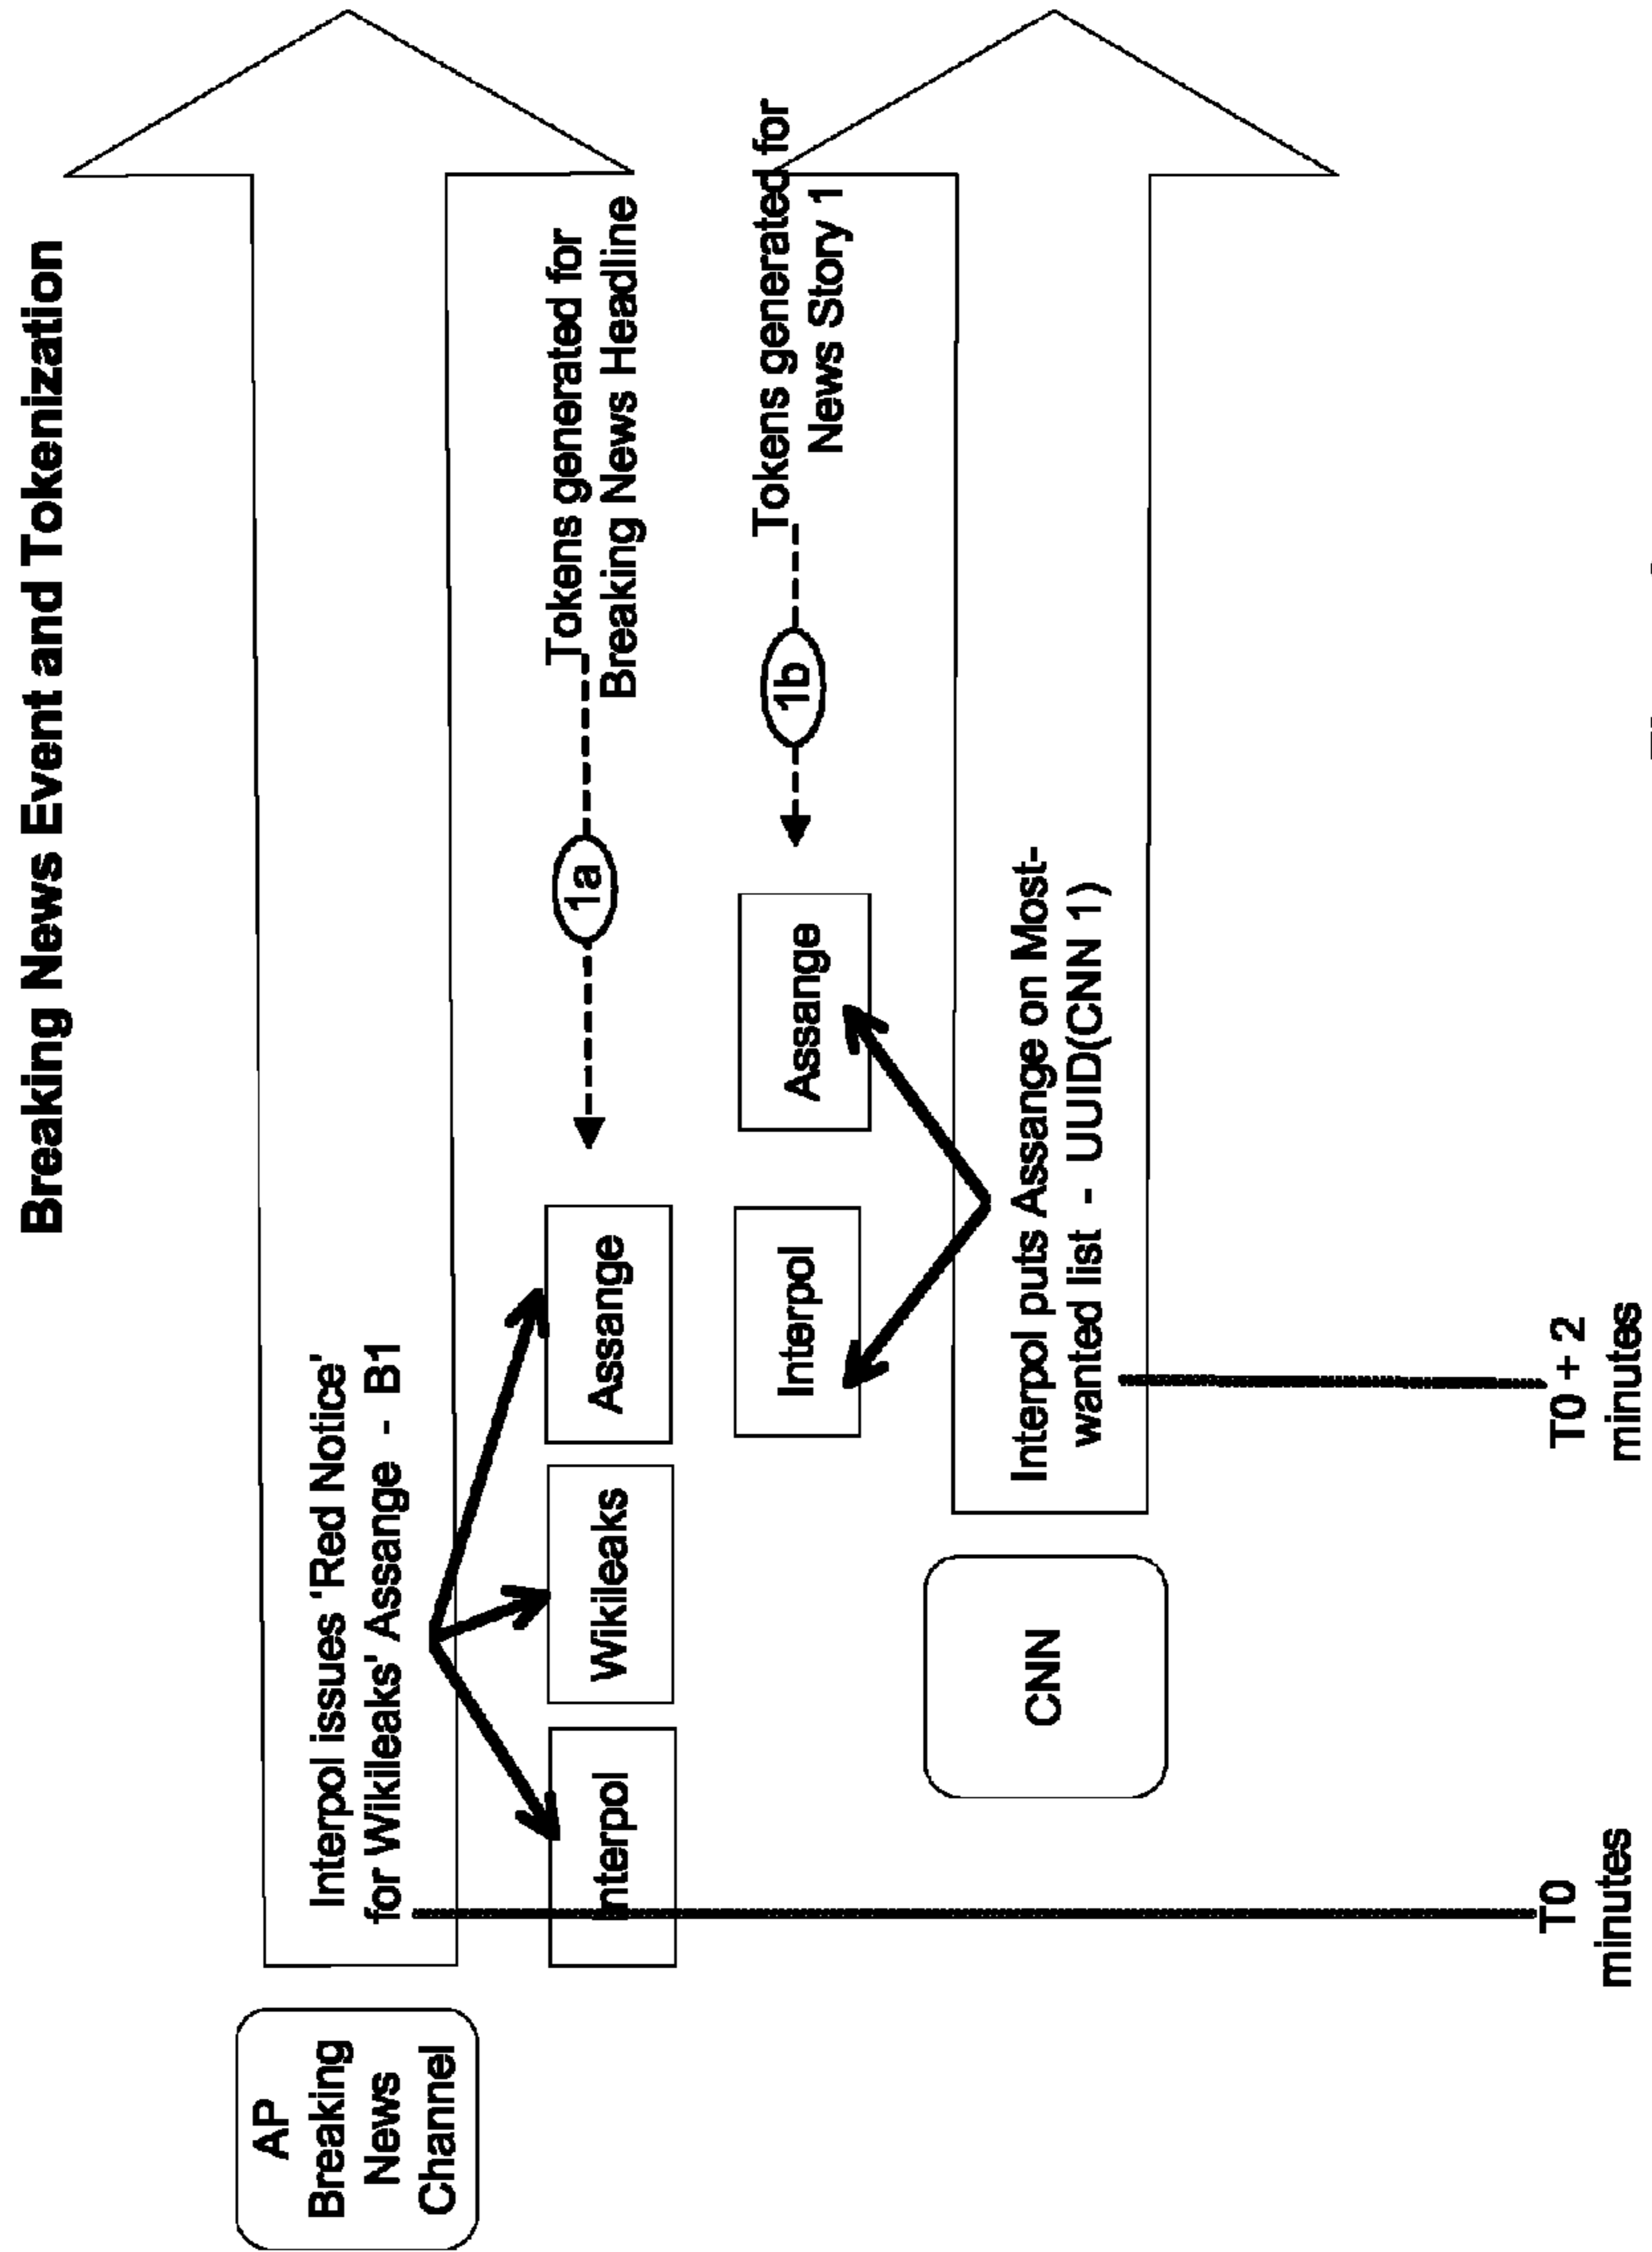 Breaking News Event and Tokenization
AP
Breaking
News
Channel
Interpol issues ‘Red Notice’
for Wikileaks' Assange - B1
Interpol
Wikileaks
Assange
1a
Tokens generated for
Breaking News Headline
Interpol
Assange
1b
Tokens generated for
News Story 1
CNN
Interpol puts Assange on Most-
wanted list - UUID(CNN 1)
T0
minutes
T0 + 2
minutes